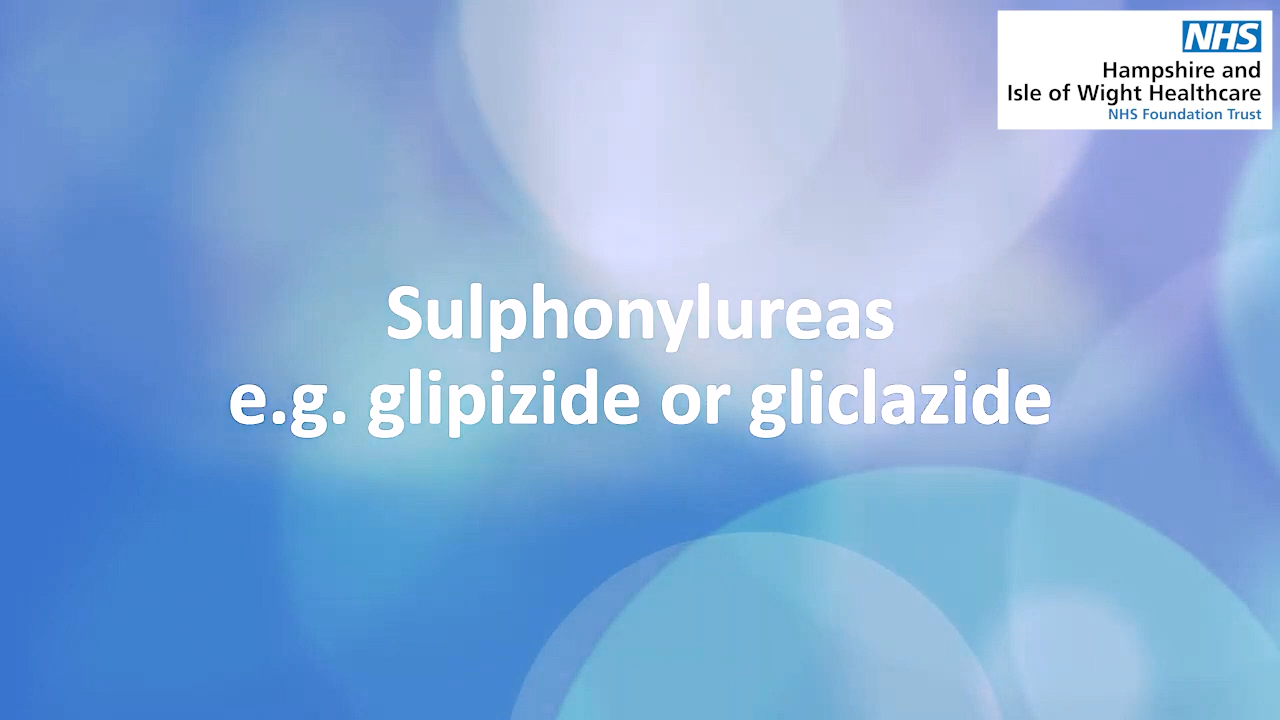 NHS
Hampshire and
Isle of Wight Healthcare
NHS Foundation Trust
Sulphonylureas
e.g. glipizide or gliclazide